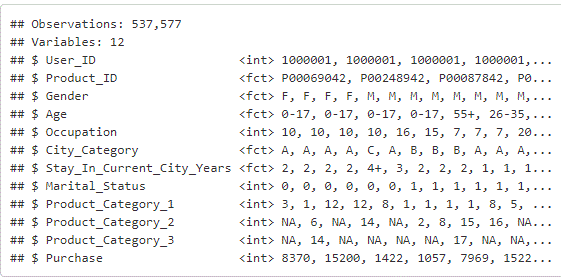 ## Observations: 537,577
## Variables: 12
## $ User_ID <int> 1000001, 1000001, 1000001, 1000001,...
## $ Product_ID <fct> P00069042, P00248942, P00087842, P0...
## $ Gender <fct> F, F, F, F, M, M, M, M, M, M, M,...
## $ Age <fct> 0-17, 0-17, 0-17, 0-17, 55+, 26-35,...
## $ Occupation <int> 10, 10, 10, 10, 16, 15, 7, 7, 7, 20...
## $ City_Category <fct> A, A, A, A, C, A, B, B, B, A, A, A,...
## $ Stay_In_Current_City_Years <fct> 2, 2, 2, 2, 4+, 3, 2, 2, 2, 1, 1, 1...
## $ Marital_Status <int> 0, 0, 0, 0, 0, 0, 1, 1, 1, 1, 1, 1,...
## $ Product_Category_1 <int> 3, 1, 12, 12, 8, 1, 1, 1, 1, 8, 5, ...
## $ Product_Category_2 <int> NA, 6, NA, 14, NA, 2, 8, 15, 16, NA...
## $ Product_Category_3 <int> NA, 14, NA, NA, NA, NA, 17, NA, NA,...
## $ Purchase <int> 8370, 15200, 1422, 1057, 7969, 1522...